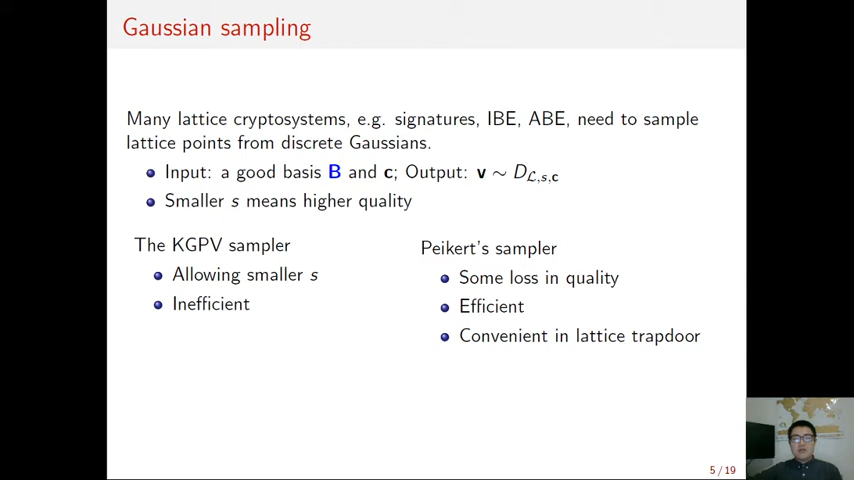 Gaussian sampling
Many lattice cryptosystems, e.g. signatures, IBE, ABE, need to sample
lattice points from discrete Gaussians.
Input: a good basis B and c; Output: v ∼ D_{ℒ,s,c}
Smaller s means higher quality
The KGPV sampler
Allowing smaller s
Inefficient
Peikert's sampler
Some loss in quality
Efficient
Convenient in lattice trapdoor
5 / 19